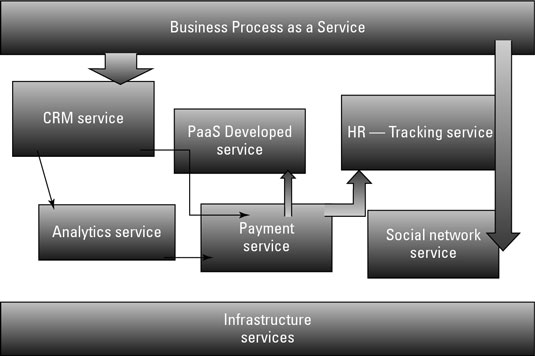 Business Process as a Service
CRM service
PaaS Developed
service
HR — Tracking service
Analytics service
Payment
service
Social network
service
Infrastructure
services